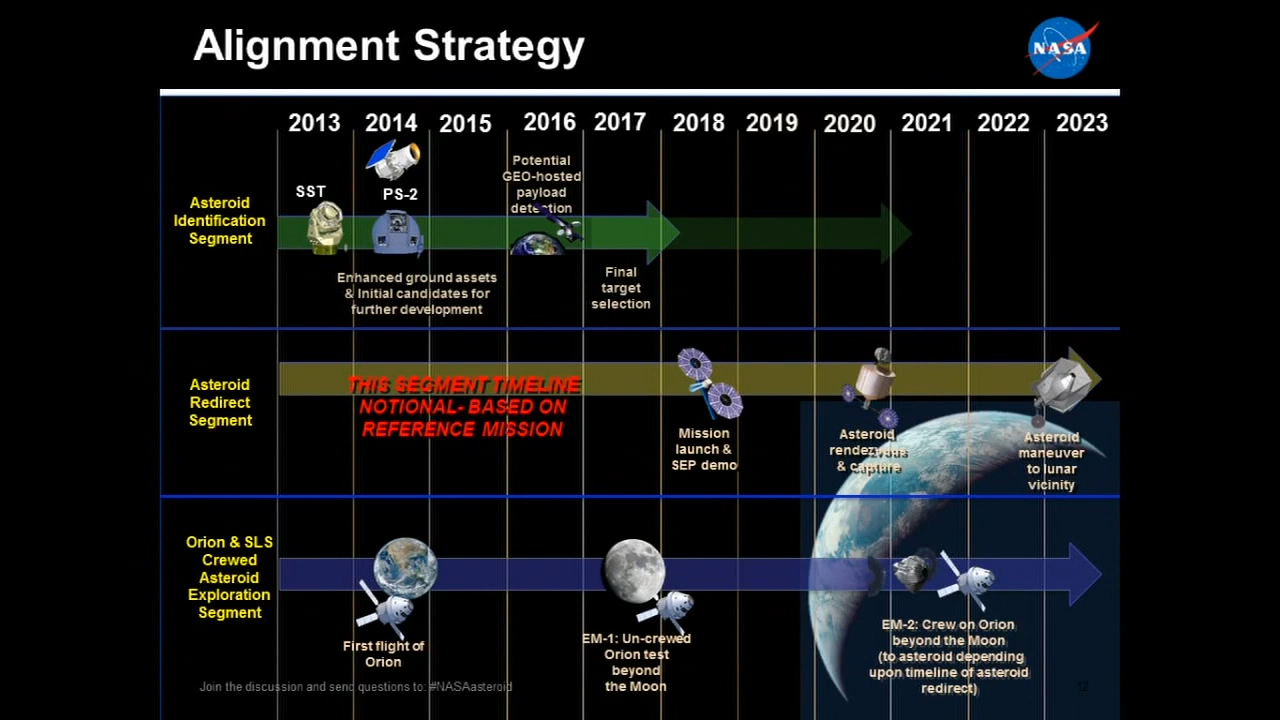 Alignment Strategy
NASA
2013 2014 2015 2016 2017 2018 2019 2020 2021 2022 2023
Asteroid
Identification
Segment
SST
PS-2
Potential
GEO-hosted
payload
detection
Enhanced ground assets
& Initial candidates for
further development
Final
target
selection
Asteroid
Redirect
Segment
THIS SEGMENT TIMELINE
NOTIONAL- BASED ON
REFERENCE MISSION
Mission
launch &
SEP demo
Asteroid
rendezvous
& capture
Asteroid
maneuver
to lunar
vicinity
Orion & SLS
Crewed
Asteroid
Exploration
Segment
First flight of
Orion
EM-1: Un-crewed
Orion test
beyond
the Moon
EM-2: Crew on Orion
beyond the Moon
(to asteroid depending
upon timeline of asteroid
redirect)
Join the discussion and send questions to: #NASAasteroid
12